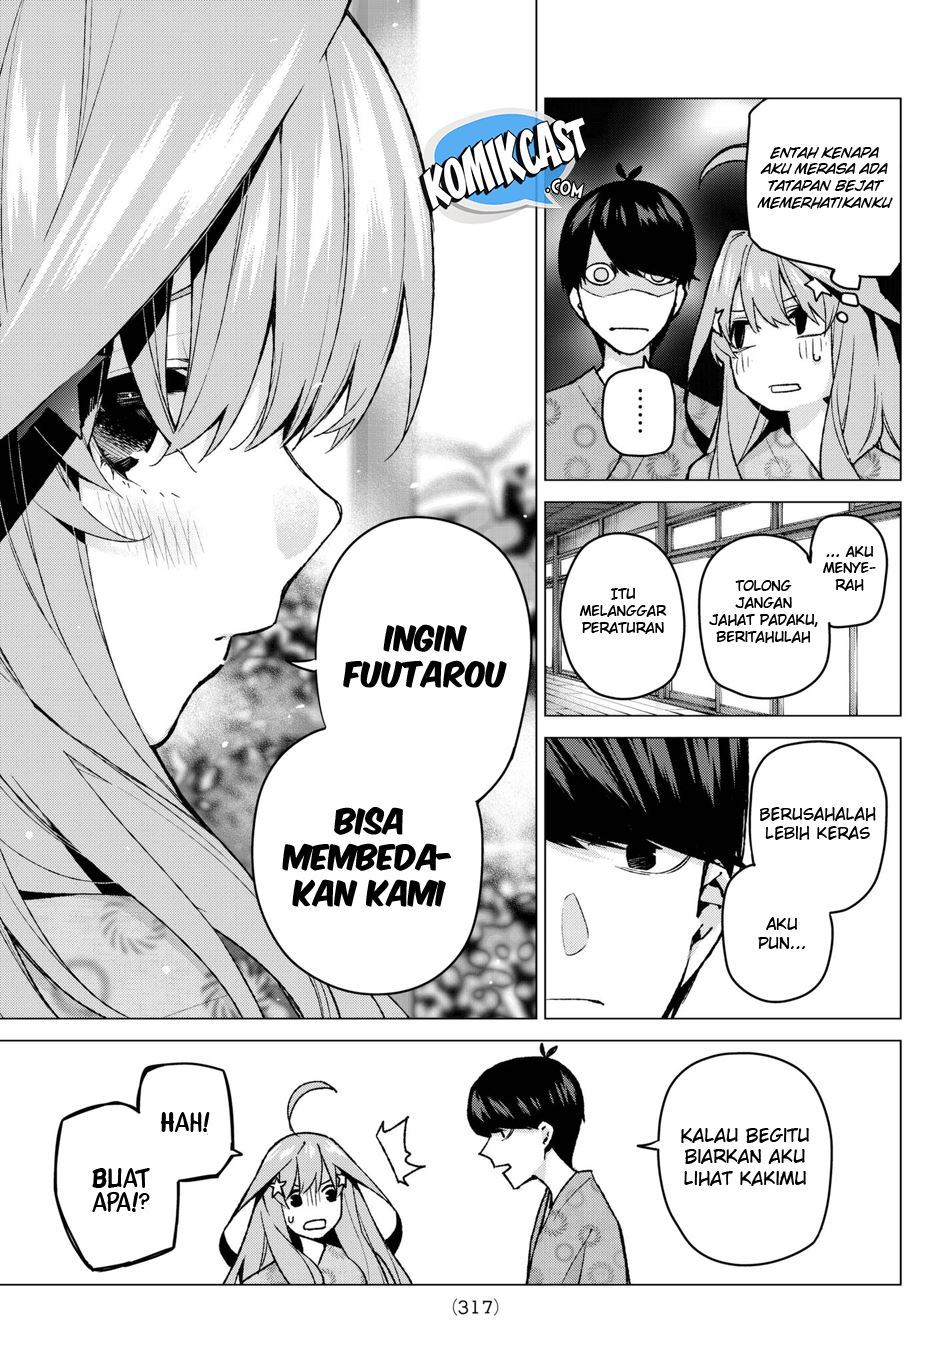 ENTAH KENAPA
AKU MERASA ADA
TATAPAN BEJAT
MEMERHATIKANKU
.......
... AKU
MENYE-
RAH
TOLONG
JANGAN
JAHAT PADAKU,
BERITAHULAH
ITU
MELANGGAR
PERATURAN
BERUSAHALAH
LEBIH KERAS
AKU
PUN...
KOMIKCAST
.COM
INGIN
FUUTAROU
BISA
MEMBEDA-
KAN KAMI
KALAU BEGITU
BIARKAN AKU
LIHAT KAKIMU
HAH!
BUAT
APA!?
(317)